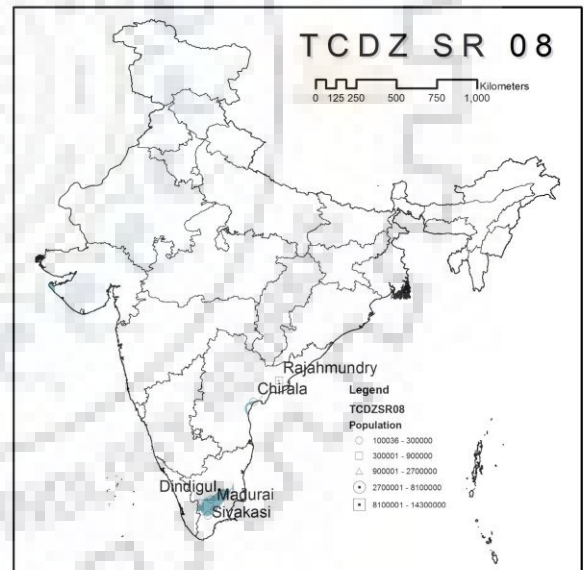 TCDZ SR 08
Kilometers
0 125 250 500 750 1,000
Rajahmundry
Chirala
Legend
TCDZSR08
Population
100036 - 300000
300001 - 900000
900001 - 2700000
2700001 - 8100000
8100001 - 14300000
Dindigul
Madurai
Sivakasi